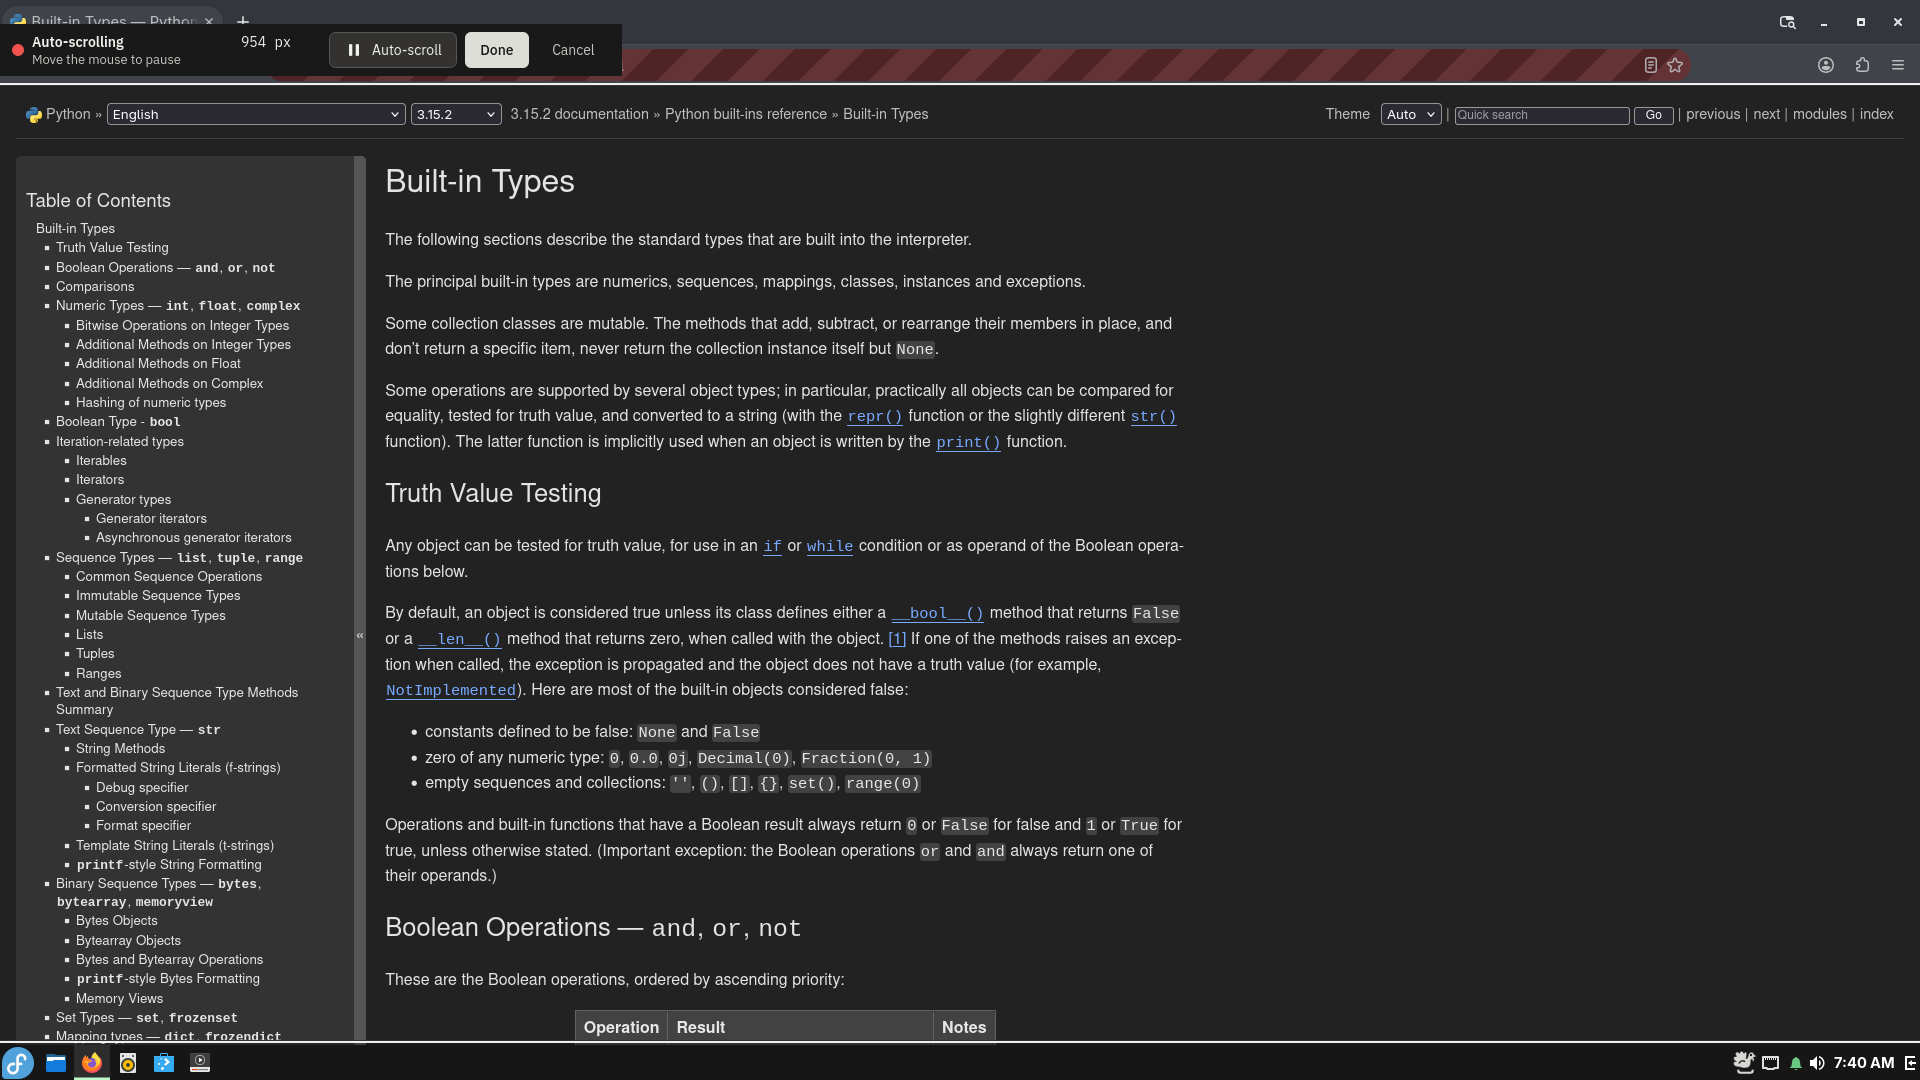 Built-in Types — Python
Auto-scrolling
Move the mouse to pause
954 px
Auto-scroll
Done
Cancel
Python » English 3.15.2 3.15.2 documentation » Python built-ins reference » Built-in Types
Theme Auto | Quick search Go | previous | next | modules | index
Table of Contents
Built-in Types
Truth Value Testing
Boolean Operations — and, or, not
Comparisons
Numeric Types — int, float, complex
Bitwise Operations on Integer Types
Additional Methods on Integer Types
Additional Methods on Float
Additional Methods on Complex
Hashing of numeric types
Boolean Type - bool
Iteration-related types
Iterables
Iterators
Generator types
Generator iterators
Asynchronous generator iterators
Sequence Types — list, tuple, range
Common Sequence Operations
Immutable Sequence Types
Mutable Sequence Types
Lists
Tuples
Ranges
Text and Binary Sequence Type Methods
Summary
Text Sequence Type — str
String Methods
Formatted String Literals (f-strings)
Debug specifier
Conversion specifier
Format specifier
Template String Literals (t-strings)
printf-style String Formatting
Binary Sequence Types — bytes,
bytearray, memoryview
Bytes Objects
Bytearray Objects
Bytes and Bytearray Operations
printf-style Bytes Formatting
Memory Views
Set Types — set, frozenset
Mapping types — dict, frozendict
«
Built-in Types
The following sections describe the standard types that are built into the interpreter.
The principal built-in types are numerics, sequences, mappings, classes, instances and exceptions.
Some collection classes are mutable. The methods that add, subtract, or rearrange their members in place, and
don’t return a specific item, never return the collection instance itself but None.
Some operations are supported by several object types; in particular, practically all objects can be compared for
equality, tested for truth value, and converted to a string (with the repr() function or the slightly different str()
function). The latter function is implicitly used when an object is written by the print() function.
Truth Value Testing
Any object can be tested for truth value, for use in an if or while condition or as operand of the Boolean opera-
tions below.
By default, an object is considered true unless its class defines either a __bool__() method that returns False
or a __len__() method that returns zero, when called with the object. [1] If one of the methods raises an excep-
tion when called, the exception is propagated and the object does not have a truth value (for example,
NotImplemented). Here are most of the built-in objects considered false:
• constants defined to be false: None and False
• zero of any numeric type: 0, 0.0, 0j, Decimal(0), Fraction(0, 1)
• empty sequences and collections: '', (), [], {}, set(), range(0)
Operations and built-in functions that have a Boolean result always return 0 or False for false and 1 or True for
true, unless otherwise stated. (Important exception: the Boolean operations or and and always return one of
their operands.)
Boolean Operations — and, or, not
These are the Boolean operations, ordered by ascending priority:
Operation Result Notes
7:40 AM